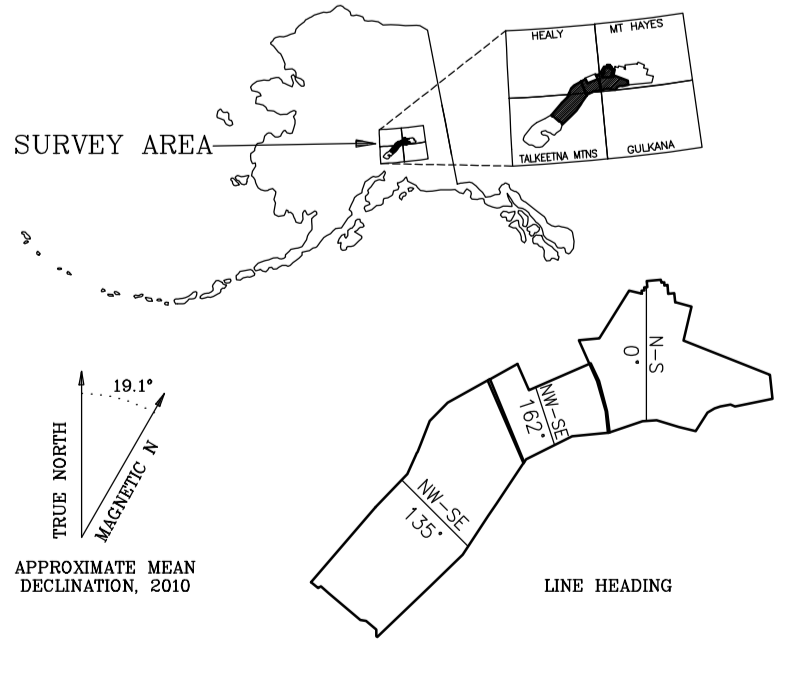 HEALY
MT HAYES
SURVEY AREA
TALKEETNA MTNS
GULKANA
19.1°
TRUE NORTH
MAGNETIC N
APPROXIMATE MEAN
DECLINATION, 2010
N-S
0°
NW-SE
162°
NW-SE
135°
LINE HEADING